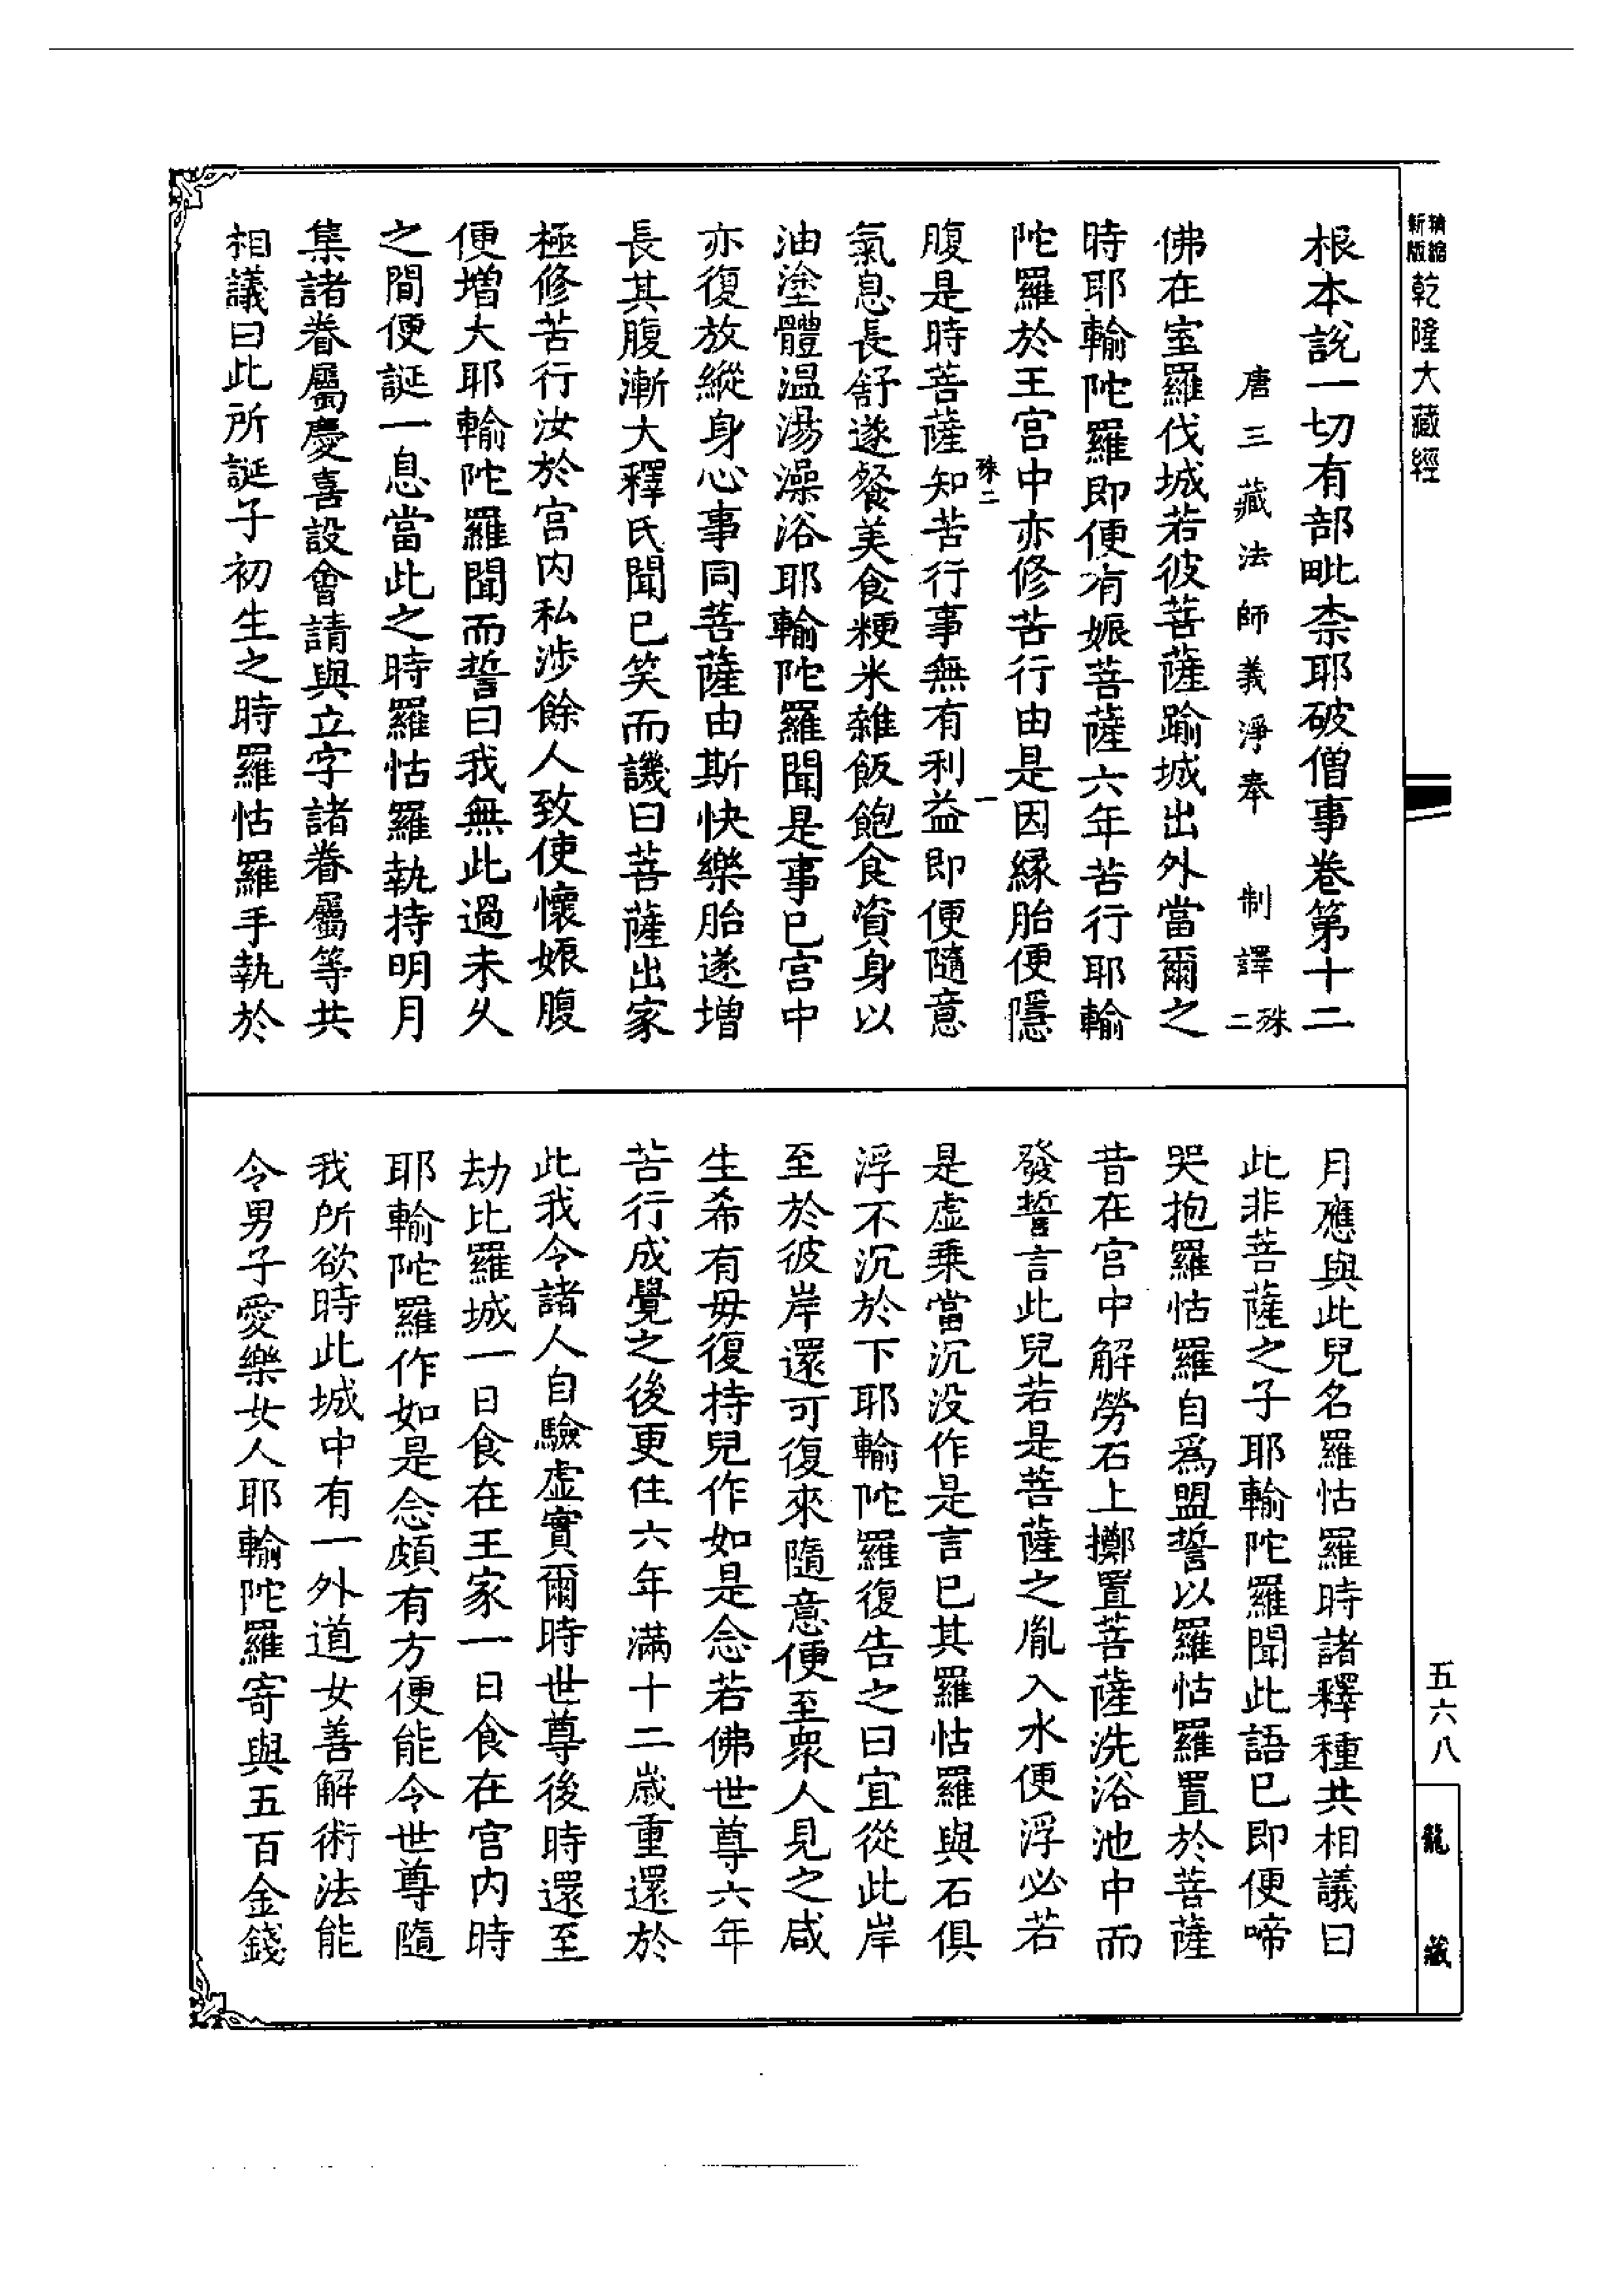 精縮新版乾隆大藏經
根本說一切有部毗柰耶破僧事卷第十二
唐三藏法師義淨奉　制譯 殊二
佛在室羅伐城若彼菩薩踰城出外當爾之
時耶輸陀羅即便有娠菩薩六年苦行耶輸
陀羅於王宮中亦修苦行由是因緣胎便隱
殊二　一
腹是時菩薩知苦行事無有利益即便隨意
氣息長舒遂餐美食粳米雜飯飽食資身以
油塗體温湯澡浴耶輸陀羅聞是事已宮中
亦復放縱身心事同菩薩由斯快樂胎遂增
長其腹漸大釋氏聞已笑而譏曰菩薩出家
極修苦行汝於宮内私涉餘人致使懷娠腹
便增大耶輸陀羅聞而誓曰我無此過未久
之間便誕一息當此之時羅怙羅執持明月
集諸眷屬慶喜設會請與立字諸眷屬等共
相議曰此所誕子初生之時羅怙羅手執於
月應與此兒名羅怙羅時諸釋種共相議曰
此非菩薩之子耶輸陀羅聞此語已即便啼
哭抱羅怙羅自爲盟誓以羅怙羅置於菩薩
昔在宮中解勞石上擲置菩薩洗浴池中而
發誓言此兒若是菩薩之胤入水便浮必若
是虛乘當沉没作是言已其羅怙羅與石俱
浮不沉於下耶輸陀羅復告之曰宜從此岸
至於彼岸還可復來隨意便至眾人見之咸
生希有毋復持兒作如是念若佛世尊六年
苦行成覺之後更住六年滿十二歲重還於
此我令諸人自驗虛實爾時世尊後時還至
劫比羅城一日食在王家一日食在宮内時
耶輸陀羅作如是念頗有方便能令世尊隨
我所欲時此城中有一外道女善解術法能
令男子愛樂女人耶輸陀羅寄與五百金錢
五六八
龍藏